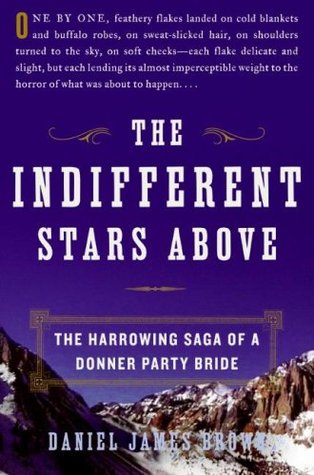 ONE BY ONE, feathery flakes landed on cold blankets
and buffalo robes, on sweat-slicked hair, on shoulders
turned to the sky, on soft cheeks—each flake delicate and
slight, but each lending its almost imperceptible weight to the
horror of what was about to happen. . . .
THE
INDIFFERENT
STARS ABOVE
THE HARROWING SAGA OF A
DONNER PARTY BRIDE
DANIEL JAMES BROWN